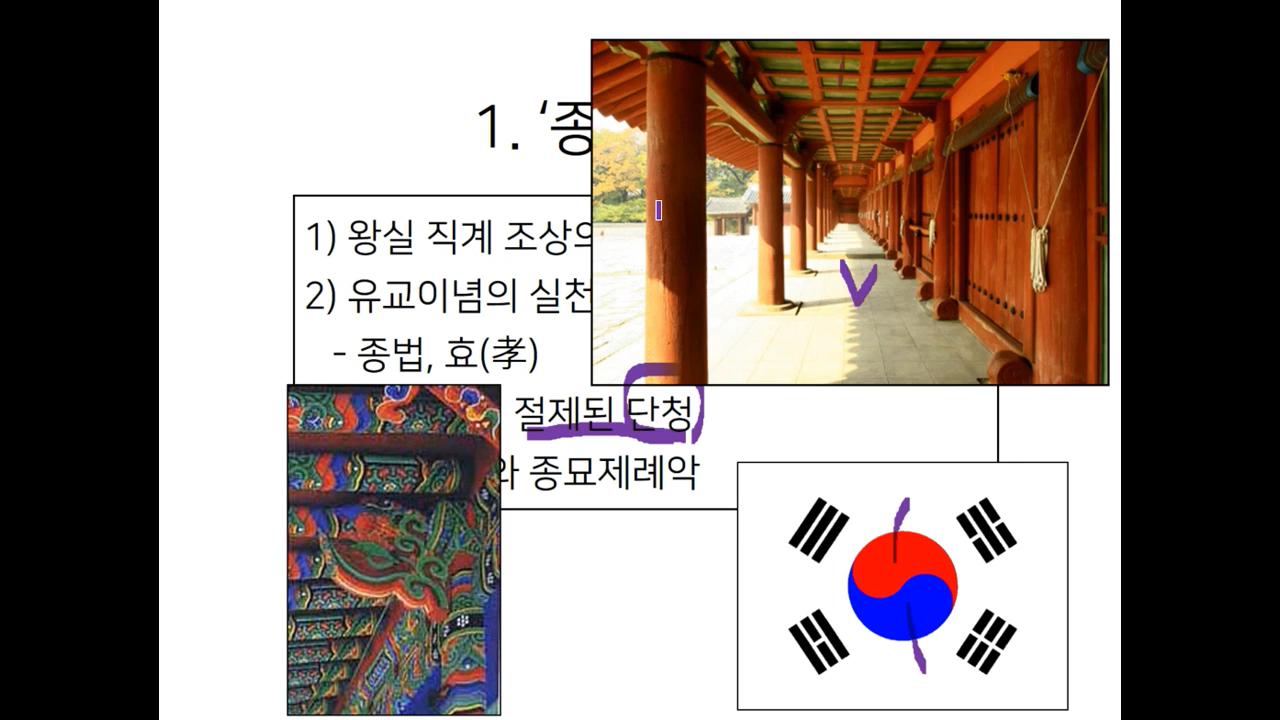 1. ‘종
1) 왕실 직계 조상의
2) 유교이념의 실천
- 종법, 효(孝)
절제된 단청
와 종묘제례악